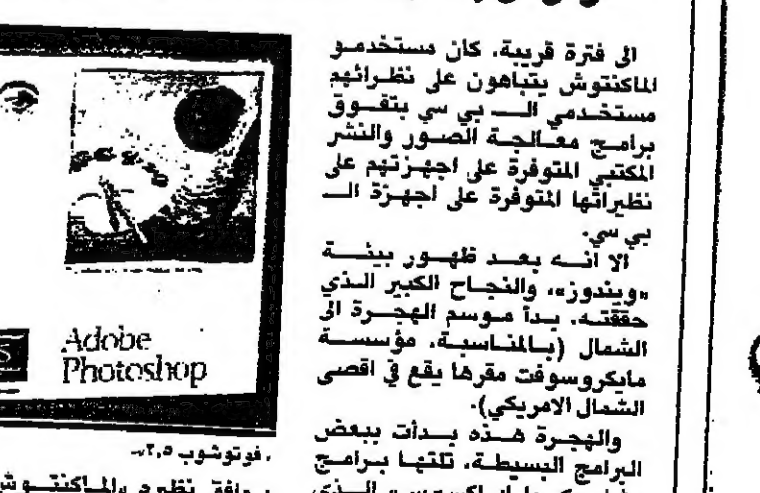 الى فترة قريبة، كان مستخدمو
الماكنتوش يتباهون على نظرائهم
مستخدمي الـ بي سي بتفوق
برامج معالجة الصور والنشر
المكتبي المتوفرة على اجهزتهم على
نظيراتها المتوفرة على اجهزة الـ
بي سي.
الا انه بعد ظهور بيئة
«ويندوز»، والنجاح الكبير الذي
حققته، بدأ موسم الهجرة الى
الشمال (بالمناسبة، مؤسسة
مايكروسوفت مقرها يقع في اقصى
الشمال الامريكي).
والهجرة هذه بدأت ببعض
البرامج البسيطة، تلتها برامج
الذي
Adobe
Photoshop
فوتوشوب ٢,٥
نظيره الماكنتوش